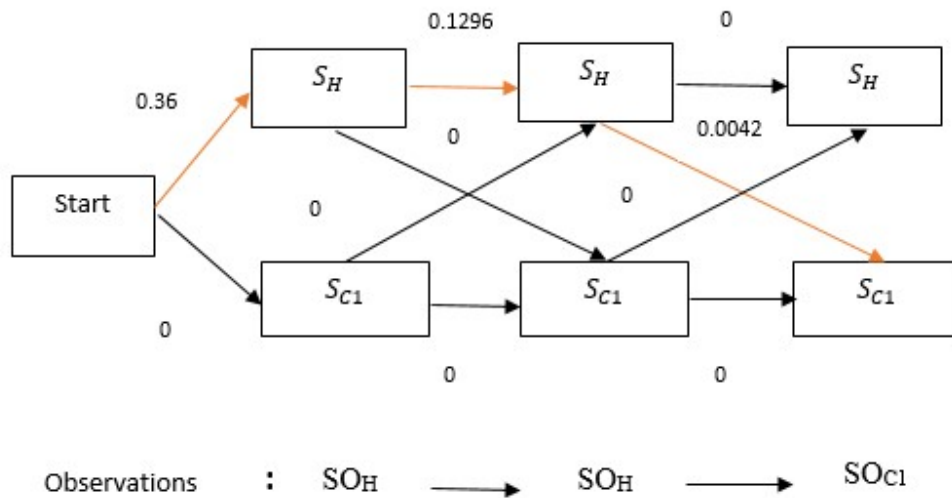 0.1296 0
S_H S_H S_H
0.36
0 0.0042
Start
0 0
S_C1 S_C1 S_C1
0
0 0
Observations : SO_H SO_H SO_Cl